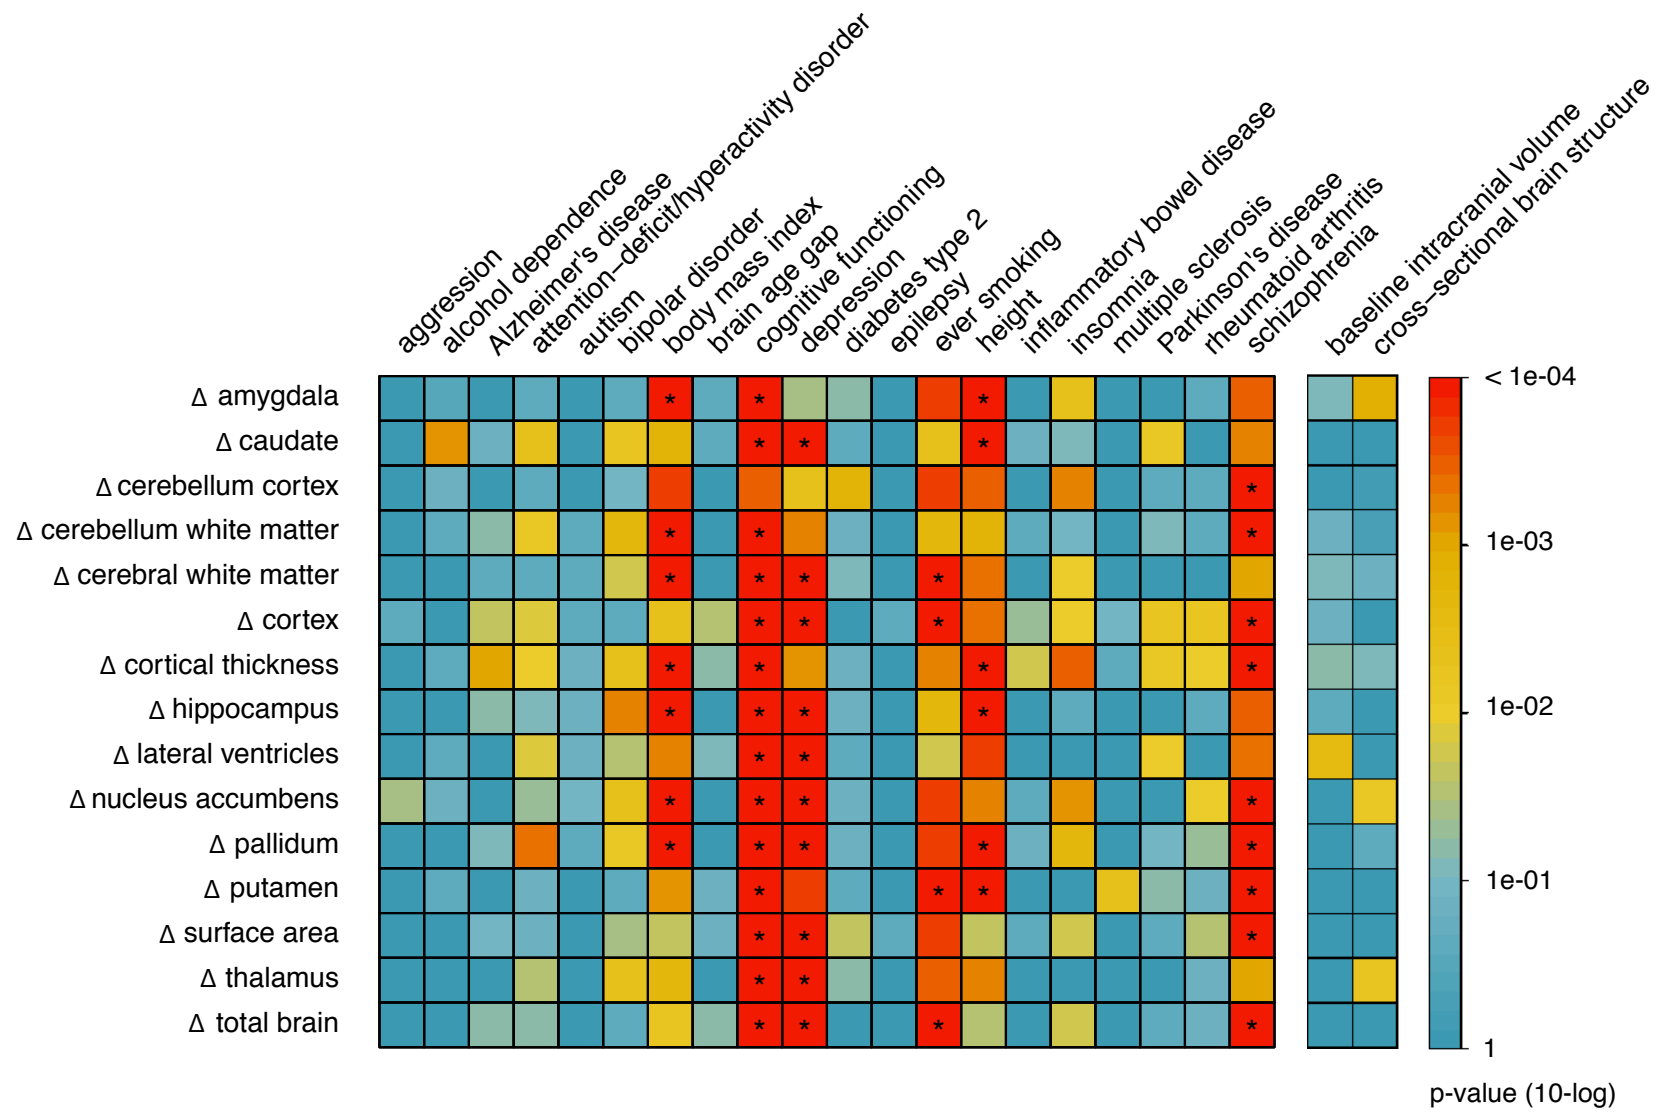 aggression
alcohol dependence
Alzheimer's disease
attention−deficit/hyperactivity disorder
autism
bipolar disorder
body mass index
brain age gap
cognitive functioning
depression
diabetes type 2
epilepsy
ever smoking
height
inflammatory bowel disease
insomnia
multiple sclerosis
Parkinson's disease
rheumatoid arthritis
schizophrenia
baseline intracranial volume
cross−sectional brain structure
Δ amygdala * * *
Δ caudate * * *
Δ cerebellum cortex *
Δ cerebellum white matter * * *
Δ cerebral white matter * * * *
Δ cortex * * * *
Δ cortical thickness * * * *
Δ hippocampus * * * *
Δ lateral ventricles * *
Δ nucleus accumbens * * * *
Δ pallidum * * * * *
Δ putamen * * * *
Δ surface area * * *
Δ thalamus * *
Δ total brain * * * *
< 1e-04
1e-03
1e-02
1e-01
1
p-value (10-log)